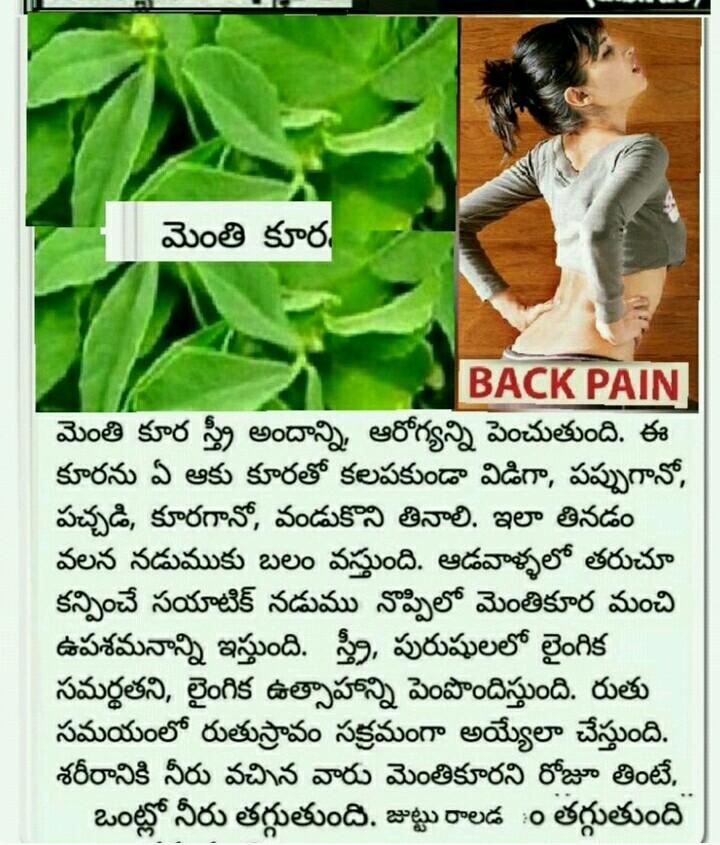 మెంతి కూర
BACK PAIN
మెంతి కూర స్త్రీ అందాన్ని, ఆరోగ్యన్ని పెంచుతుంది. ఈ
కూరను ఏ ఆకు కూరతో కలపకుండా విడిగా, పప్పుగానో,
పచ్చడి, కూరగానో, వండుకొని తినాలి. ఇలా తినడం
వలన నడుముకు బలం వస్తుంది. ఆడవాళ్ళలో తరుచూ
కన్పించే సయాటిక్ నడుము నొప్పిలో మెంతికూర మంచి
ఉపశమనాన్ని ఇస్తుంది. స్త్రీ, పురుషులలో లైంగిక
సమర్థతని, లైంగిక ఉత్సాహాన్ని పెంపొందిస్తుంది. రుతు
సమయంలో రుతుస్రావం సక్రమంగా అయ్యేలా చేస్తుంది.
శరీరానికి నీరు వచ్చిన వారు మెంతికూరని రోజూ తింటే,
ఒంట్లో నీరు తగ్గుతుంది. జుట్టు రాలడ ం తగ్గుతుంది